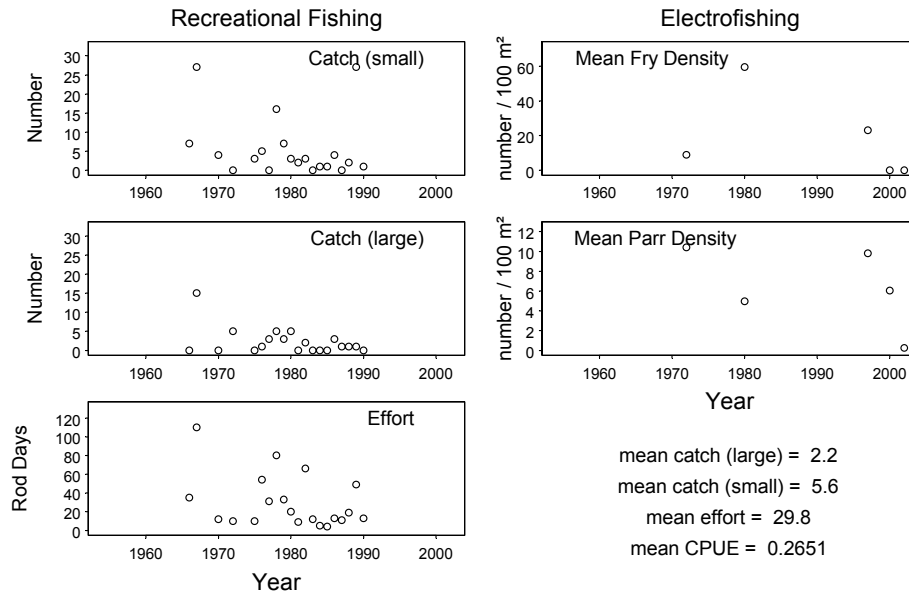 Recreational Fishing
Catch (small)
Number
30
25
20
15
10
5
0
1960 1970 1980 1990 2000
Catch (large)
Number
30
25
20
15
10
5
0
1960 1970 1980 1990 2000
Effort
Rod Days
120
100
80
60
40
20
0
1960 1970 1980 1990 2000
Year
Electrofishing
Mean Fry Density
number / 100 m²
60
40
20
0
1960 1970 1980 1990 2000
Mean Parr Density
number / 100 m²
12
10
8
6
4
2
0
1960 1970 1980 1990 2000
Year
mean catch (large) = 2.2
mean catch (small) = 5.6
mean effort = 29.8
mean CPUE = 0.2651